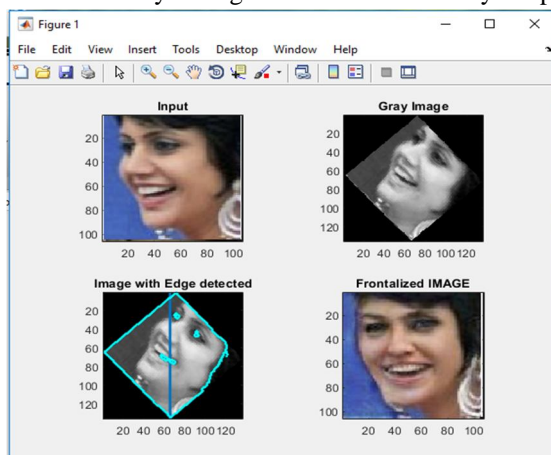 Figure 1
File Edit View Insert Tools Desktop Window Help
Input
20
40
60
80
100
20 40 60 80 100
Gray Image
20
40
60
80
100
120
20 40 60 80 100 120
Image with Edge detected
20
40
60
80
100
120
20 40 60 80 100 120
Frontalized IMAGE
20
40
60
80
100
20 40 60 80 100